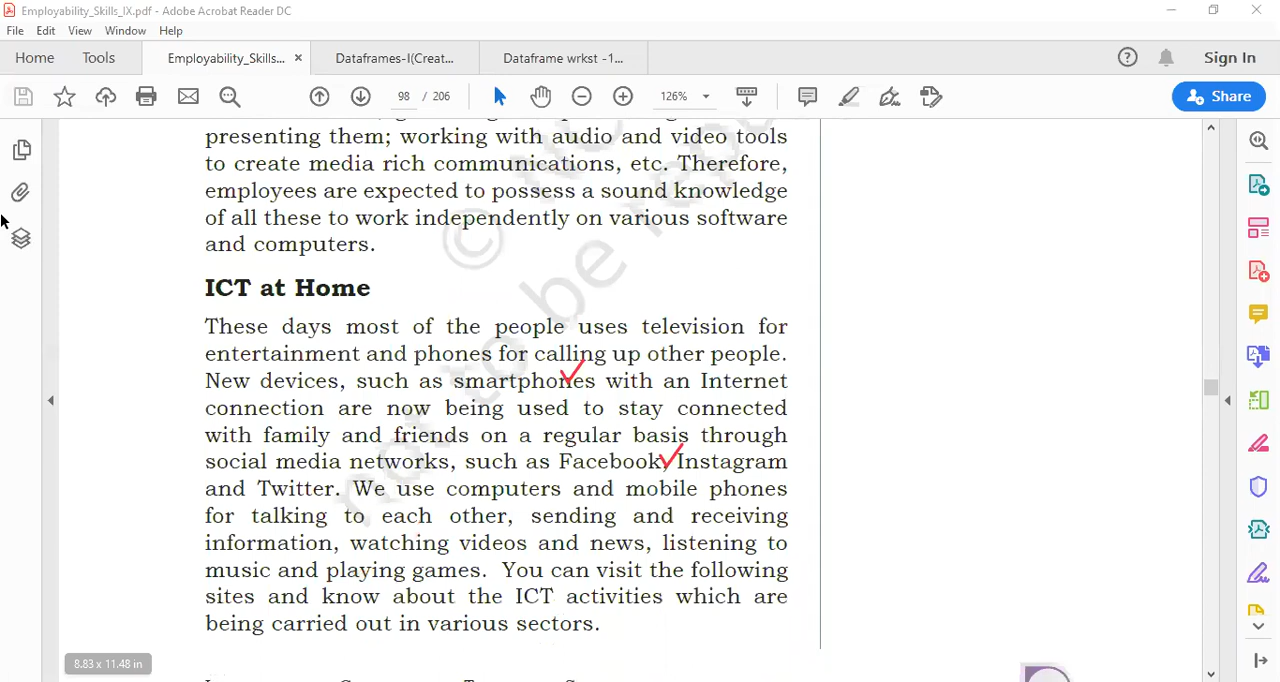 Employability_Skills_IX.pdf - Adobe Acrobat Reader DC
File Edit View Window Help
Home Tools Employability_Skills... × Dataframes-I(Creat... Dataframe wrkst -1... Sign In
98 / 206 126% Share
presenting them; working with audio and video tools
to create media rich communications, etc. Therefore,
employees are expected to possess a sound knowledge
of all these to work independently on various software
and computers.
ICT at Home
These days most of the people uses television for
entertainment and phones for calling up other people.
New devices, such as smartphones with an Internet
connection are now being used to stay connected
with family and friends on a regular basis through
social media networks, such as Facebook, Instagram
and Twitter. We use computers and mobile phones
for talking to each other, sending and receiving
information, watching videos and news, listening to
music and playing games. You can visit the following
sites and know about the ICT activities which are
being carried out in various sectors.
8.83 x 11.48 in
©
not to be